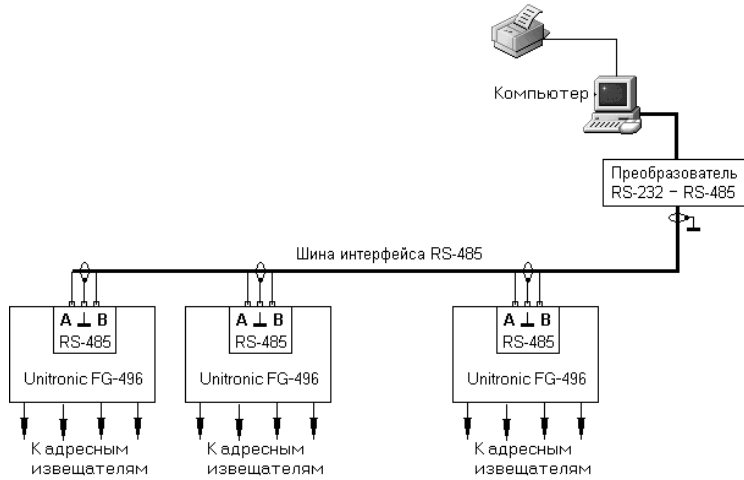 Компьютер
Преобразователь
RS-232 - RS-485
Шина интерфейса RS-485
A B
RS-485
Unitronic FG-496
К адресным
извещателям
A B
RS-485
Unitronic FG-496
К адресным
извещателям
A B
RS-485
Unitronic FG-496
К адресным
извещателям